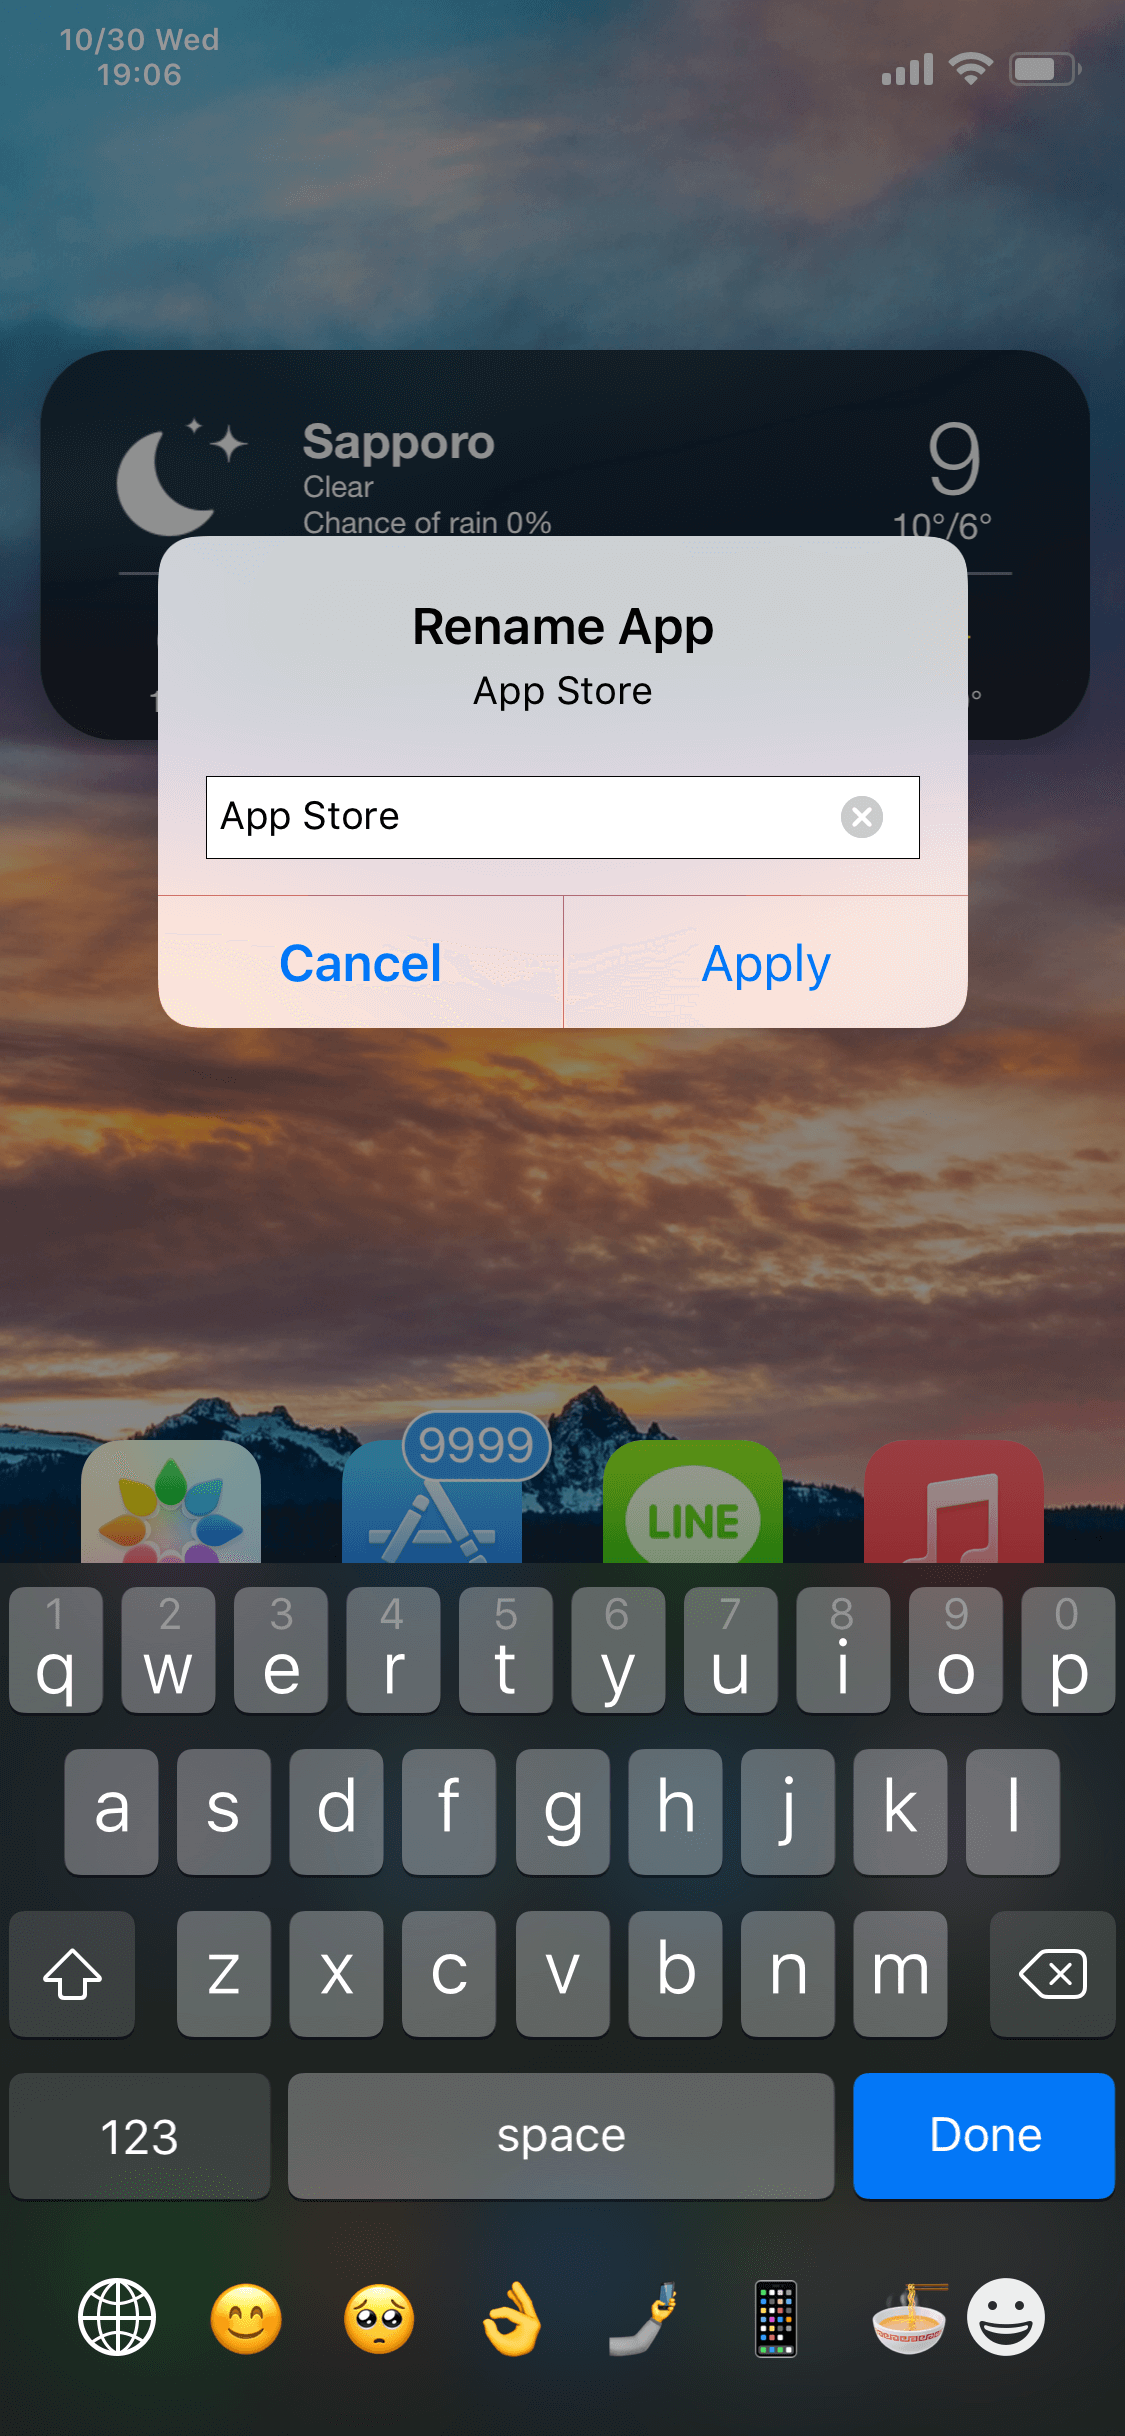 10/30 Wed
19:06
Sapporo
Clear
Chance of rain 0%
9
10°/6°
Rename App
App Store
App Store
Cancel
Apply
9999
LINE
1 2 3 4 5 6 7 8 9 0
q w e r t y u i o p
a s d f g h j k l
z x c v b n m
123
space
Done